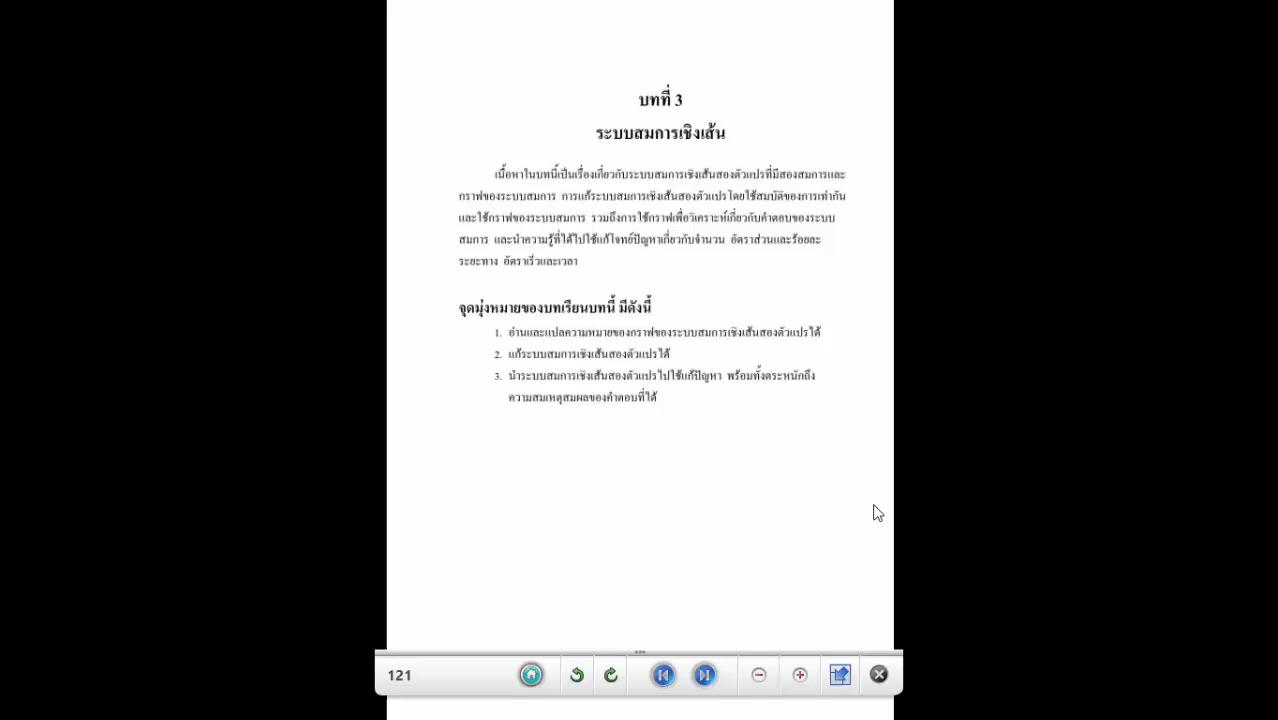 บทที่ 3
ระบบสมการเชิงเส้น
เนื้อหาในบทนี้เป็นเรื่องเกี่ยวกับระบบสมการเชิงเส้นสองตัวแปรที่มีสองสมการและ
กราฟของระบบสมการ การแก้ระบบสมการเชิงเส้นสองตัวแปรโดยใช้สมบัติของการเท่ากัน
และใช้กราฟของระบบสมการ รวมถึงการใช้กราฟเพื่อวิเคราะห์เกี่ยวกับคำตอบของระบบ
สมการ และนำความรู้ที่ได้ไปใช้แก้โจทย์ปัญหาเกี่ยวกับจำนวน อัตราส่วนและร้อยละ
ระยะทาง อัตราเร็วและเวลา
จุดมุ่งหมายของบทเรียนบทนี้ มีดังนี้
1. อ่านและแปลความหมายของกราฟของระบบสมการเชิงเส้นสองตัวแปรได้
2. แก้ระบบสมการเชิงเส้นสองตัวแปรได้
3. นำระบบสมการเชิงเส้นสองตัวแปรไปใช้แก้ปัญหา พร้อมทั้งตระหนักถึง
ความสมเหตุสมผลของคำตอบที่ได้
121